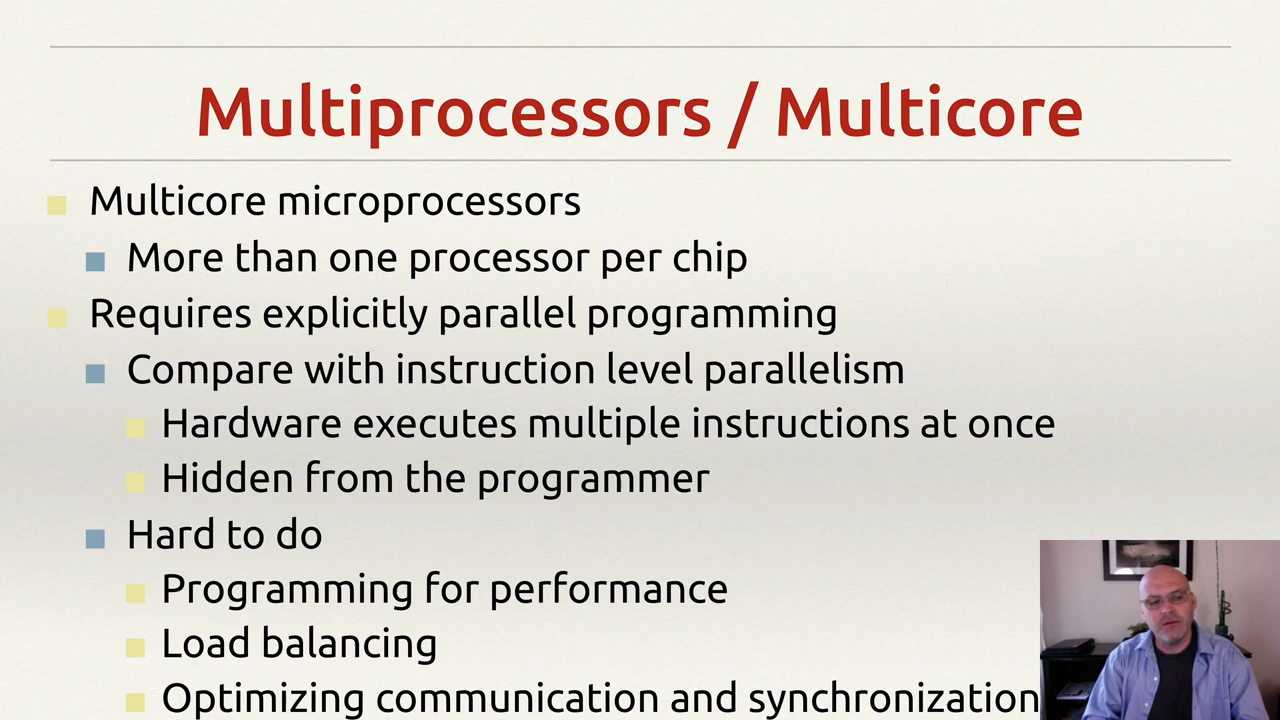 Multiprocessors / Multicore
Multicore microprocessors
More than one processor per chip
Requires explicitly parallel programming
Compare with instruction level parallelism
Hardware executes multiple instructions at once
Hidden from the programmer
Hard to do
Programming for performance
Load balancing
Optimizing communication and synchronization